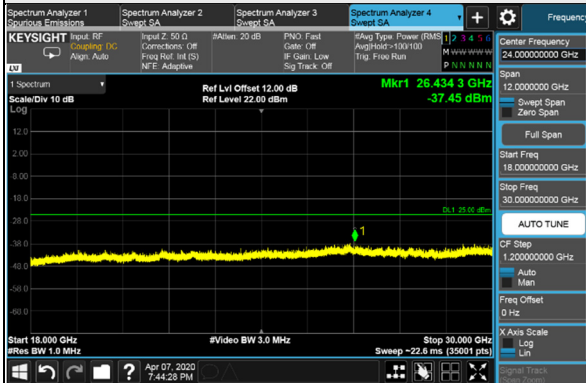 Spectrum Analyzer 1
Spurious Emissions
Spectrum Analyzer 2
Swept SA
Spectrum Analyzer 3
Swept SA
Spectrum Analyzer 4
Swept SA
Frequency
KEYSIGHT
Input: RF
Coupling: DC
Align: Auto
Input Z: 50 Ω
Corrections: Off
Freq Ref: Int (S)
NFE: Adaptive
#Atten: 20 dB
PNO: Fast
Gate: Off
IF Gain: Low
Sig Track: Off
#Avg Type: Power (RMS
Avg|Hold:>100/100
Trig: Free Run
1 2 3 4 5 6
M W W W W W
P N N N N N
LXI
1 Spectrum
Scale/Div 10 dB
Log
Ref Lvl Offset 12.00 dB
Ref Level 22.00 dBm
Mkr1 26.434 3 GHz
-37.45 dBm
12.0
2.00
-8.00
-18.0
-28.0
-38.0
-48.0
-58.0
-60.0
DL1 -25.00 dBm
1
Start 18.000 GHz
#Res BW 1.0 MHz
#Video BW 3.0 MHz
Stop 30.000 GHz
Sweep ~22.6 ms (35001 pts)
Center Frequency
24.000000000 GHz
Span
12.0000000 GHz
Swept Span
Zero Span
Full Span
Start Freq
18.000000000 GHz
Stop Freq
30.000000000 GHz
AUTO TUNE
CF Step
1.200000000 GHz
Auto
Man
Freq Offset
0 Hz
X Axis Scale
Log
Lin
Signal Track
(Span Zoom)
Apr 07, 2020
7:44:28 PM